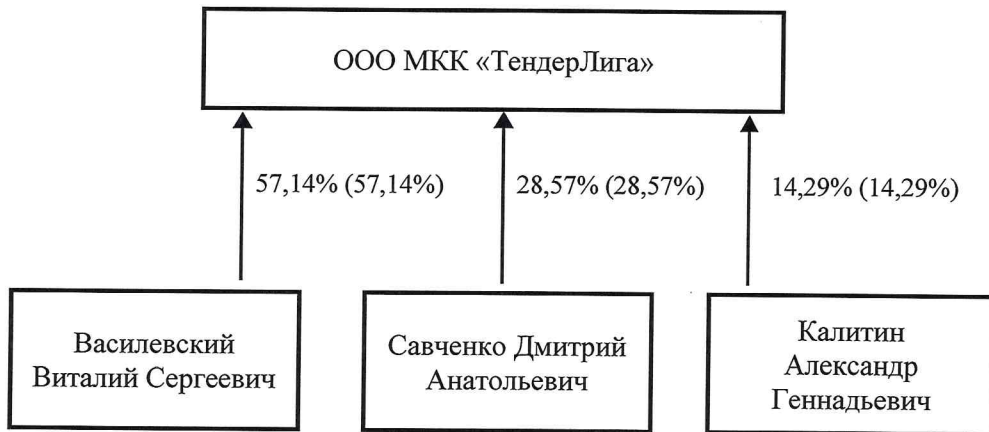 ООО МКК «ТендерЛига»
57,14% (57,14%)
28,57% (28,57%)
14,29% (14,29%)
Василевский
Виталий Сергеевич
Савченко Дмитрий
Анатольевич
Калитин
Александр
Геннадьевич